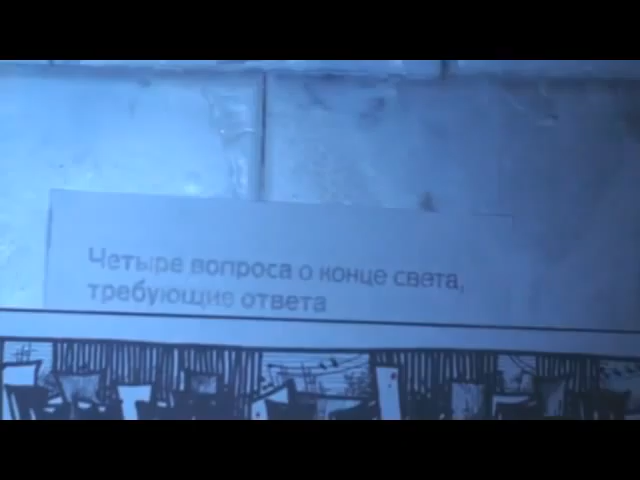 Четыре вопроса о конце света,
требующие ответа